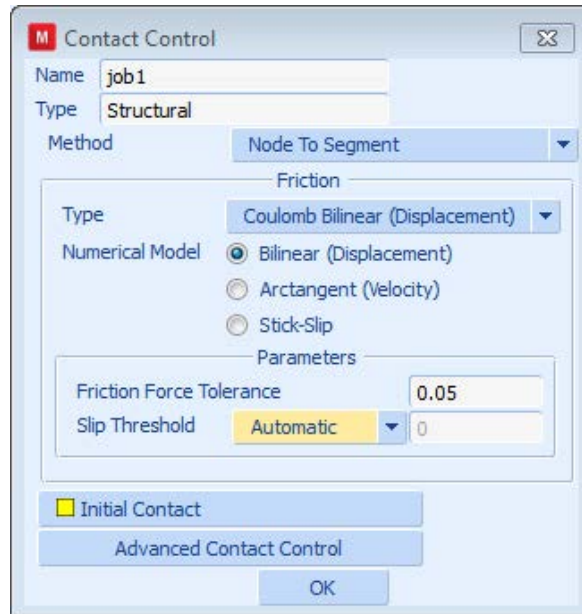 M Contact Control
Name job1
Type Structural
Method Node To Segment
Friction
Type Coulomb Bilinear (Displacement)
Numerical Model Bilinear (Displacement)
Arctangent (Velocity)
Stick-Slip
Parameters
Friction Force Tolerance 0.05
Slip Threshold Automatic 0
Initial Contact
Advanced Contact Control
OK